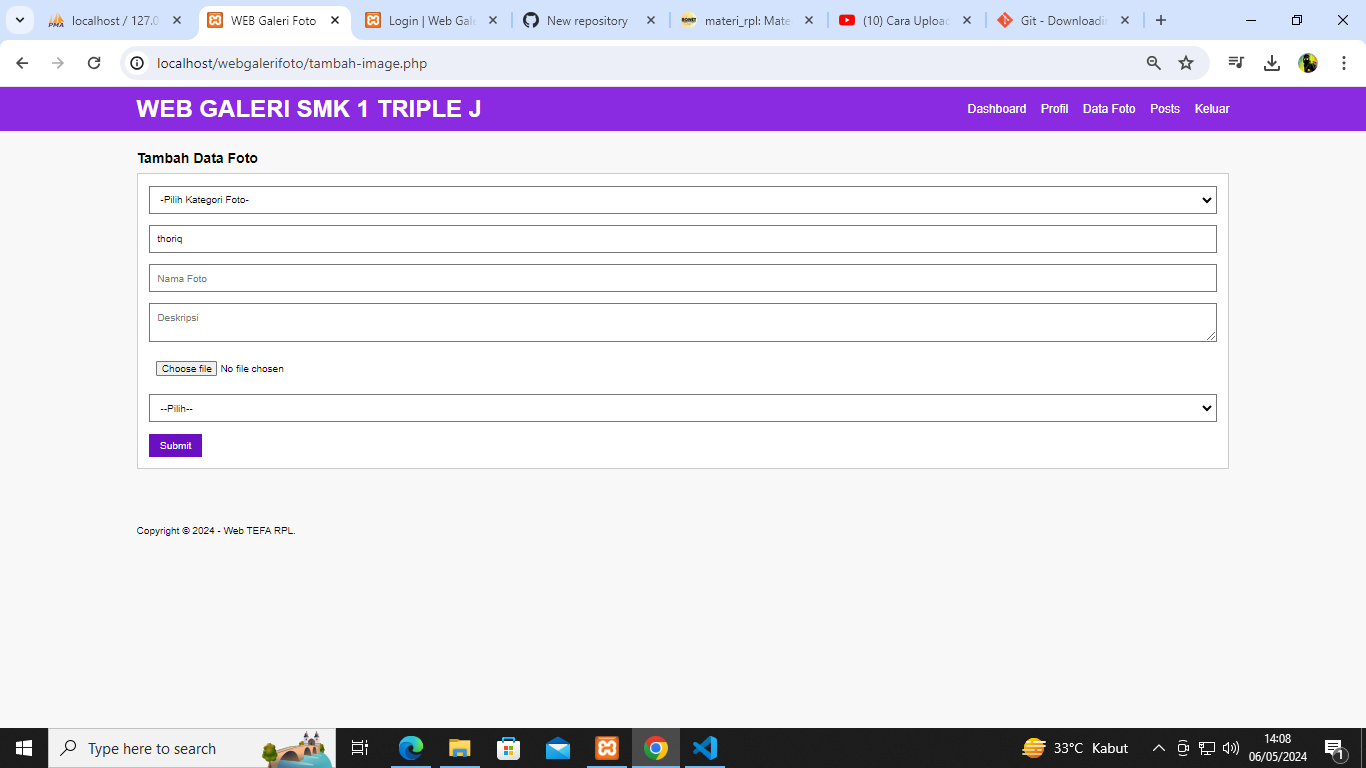 localhost / 127.0
WEB Galeri Foto
Login | Web Gale
New repository
materi_rpl: Mate
(10) Cara Upload
Git - Downloadin
localhost/webgalerifoto/tambah-image.php
WEB GALERI SMK 1 TRIPLE J
Dashboard Profil Data Foto Posts Keluar
Tambah Data Foto
-Pilih Kategori Foto-
thoriq
Nama Foto
Deskripsi
Choose file No file chosen
--Pilih--
Submit
Copyright © 2024 - Web TEFA RPL.
Type here to search
33°C Kabut
14:08
06/05/2024
1